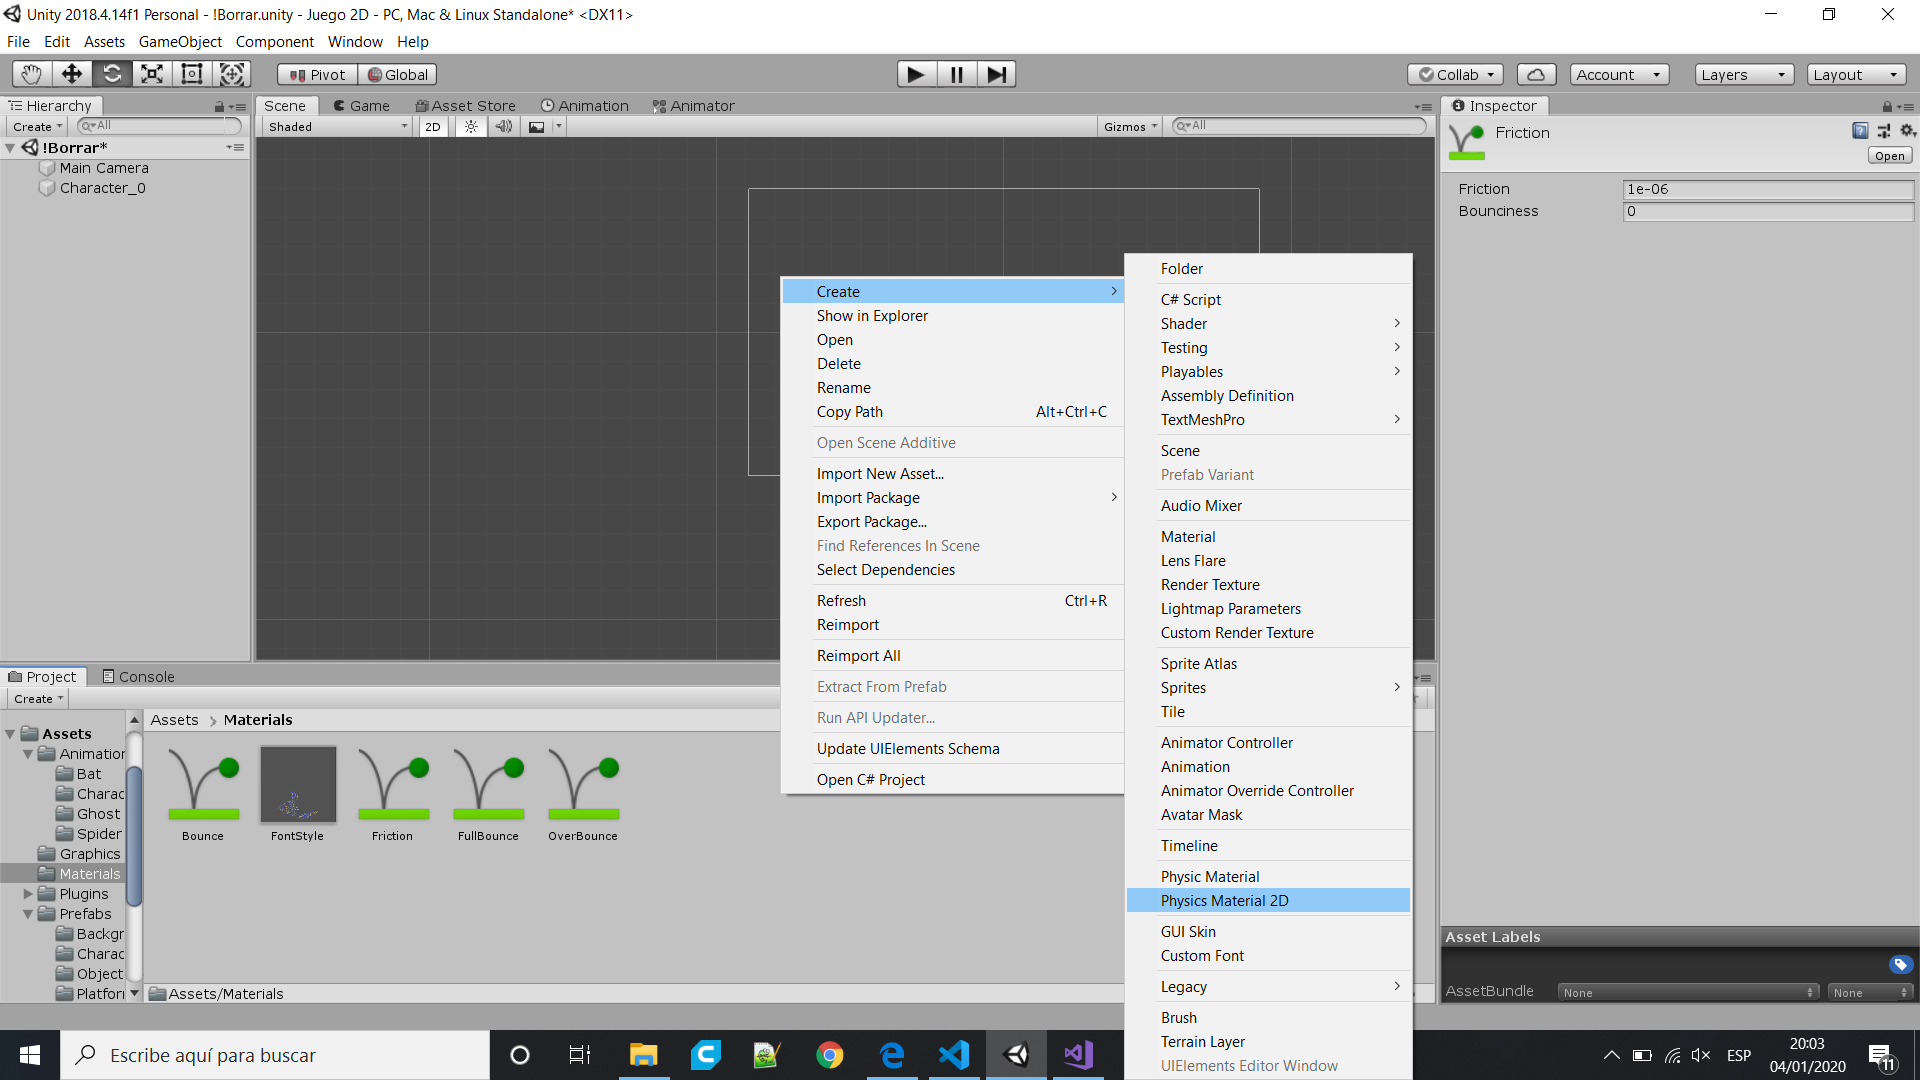 Unity 2018.4.14f1 Personal - !Borrar.unity - Juego 2D - PC, Mac & Linux Standalone* <DX11>
File Edit Assets GameObject Component Window Help
Pivot Global
Collab Account Layers Layout
Hierarchy
Create All
!Borrar*
Main Camera
Character_0
Scene Game Asset Store Animation Animator
Shaded 2D Gizmos All
Inspector
Friction
Open
Friction 1e-06
Bounciness 0
Create
Show in Explorer
Open
Delete
Rename
Copy Path Alt+Ctrl+C
Open Scene Additive
Import New Asset...
Import Package
Export Package...
Find References In Scene
Select Dependencies
Refresh Ctrl+R
Reimport
Reimport All
Extract From Prefab
Run API Updater...
Update UIElements Schema
Open C# Project
Folder
C# Script
Shader
Testing
Playables
Assembly Definition
TextMeshPro
Scene
Prefab Variant
Audio Mixer
Material
Lens Flare
Render Texture
Lightmap Parameters
Custom Render Texture
Sprite Atlas
Sprites
Tile
Animator Controller
Animation
Animator Override Controller
Avatar Mask
Timeline
Physic Material
Physics Material 2D
GUI Skin
Custom Font
Legacy
Brush
Terrain Layer
UIElements Editor Window
Project Console
Create
Assets
Animation
Bat
Charac
Ghost
Spider
Graphics
Materials
Plugins
Prefabs
Backgr
Charac
Object
Platfor
Assets > Materials
Bounce FontStyle Friction FullBounce OverBounce
Assets/Materials
Asset Labels
AssetBundle None None
Escribe aquí para buscar
ESP
20:03
04/01/2020
11